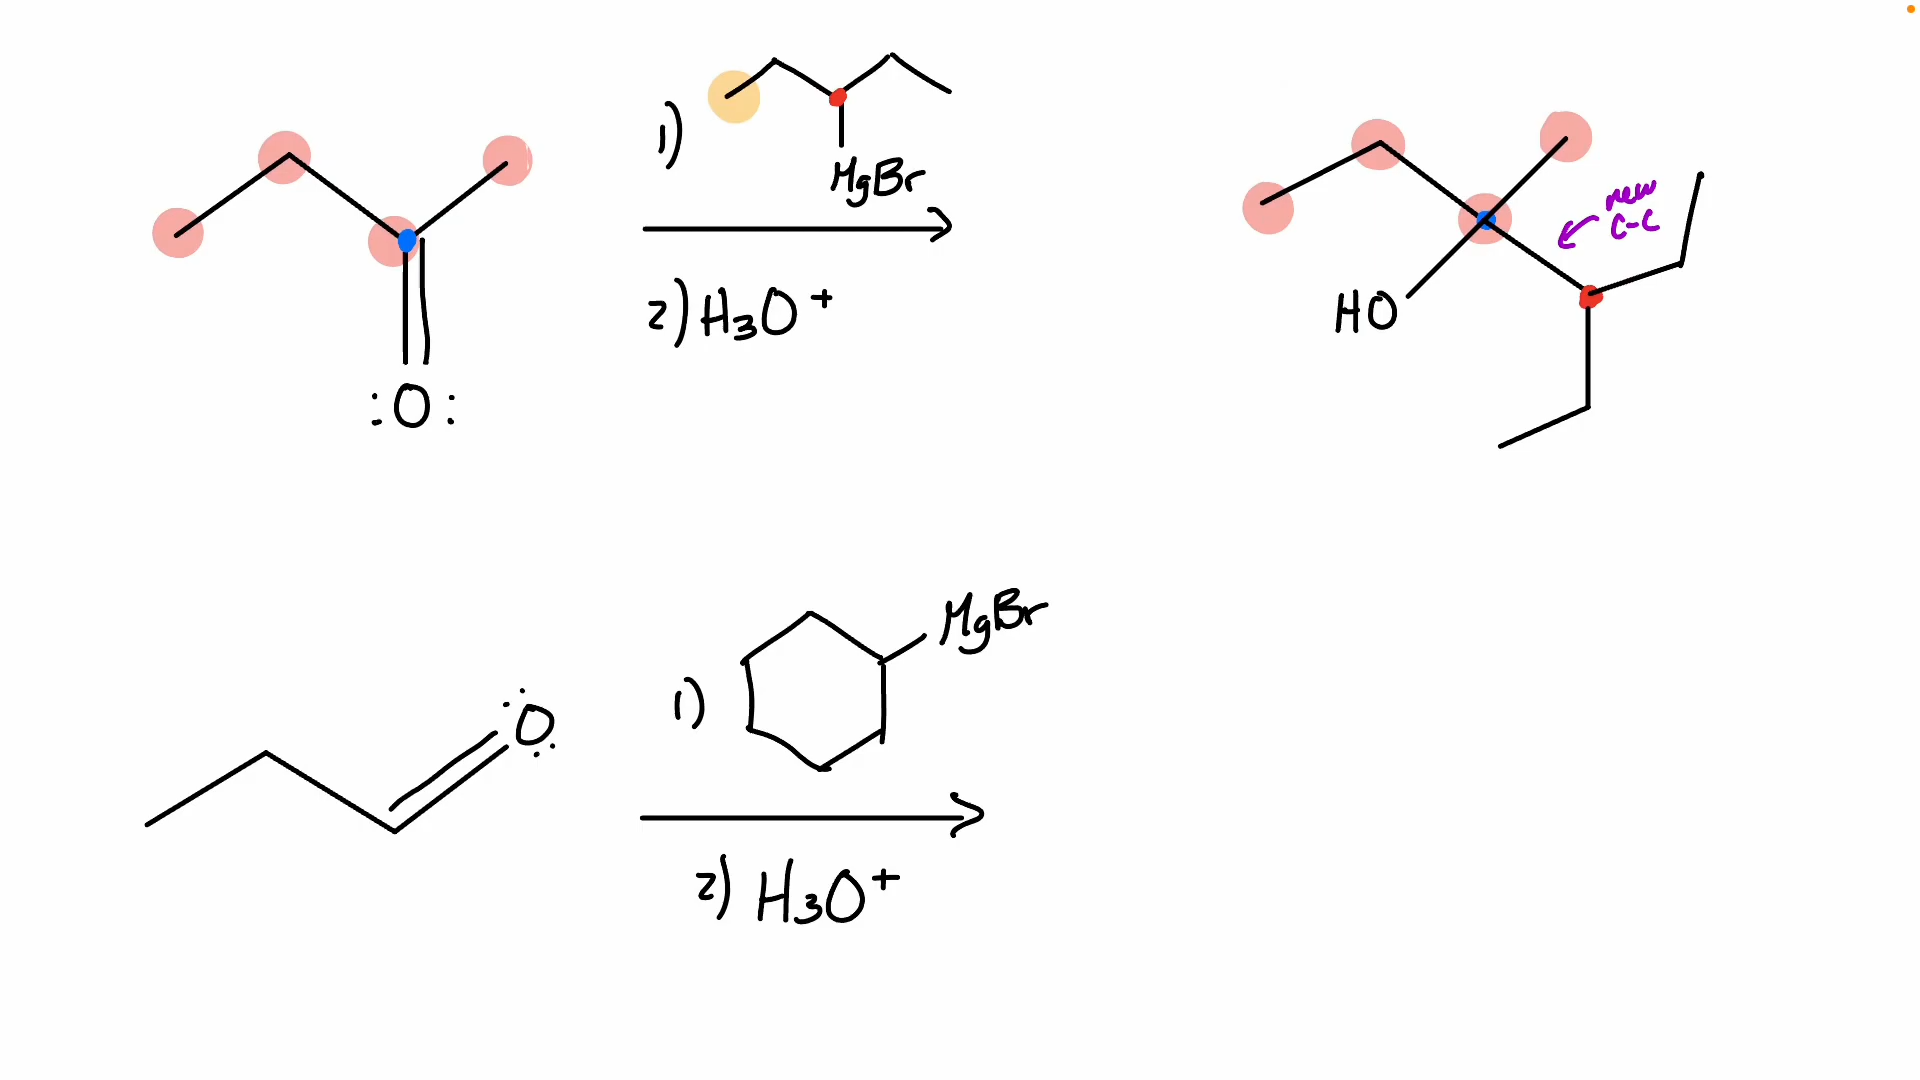 1)
MgBr
2) H₃O⁺
:O:
HO
new
C-C
1)
MgBr
:O:
2) H₃O⁺